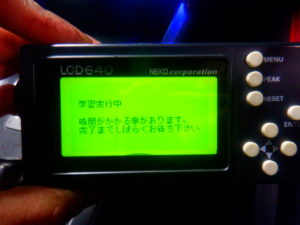 LCD640
NEKO corporation
MENU
PEAK
RESET
学習実行中
時間がかかる事があります。
完了までしばらくお待ち下さい
EN